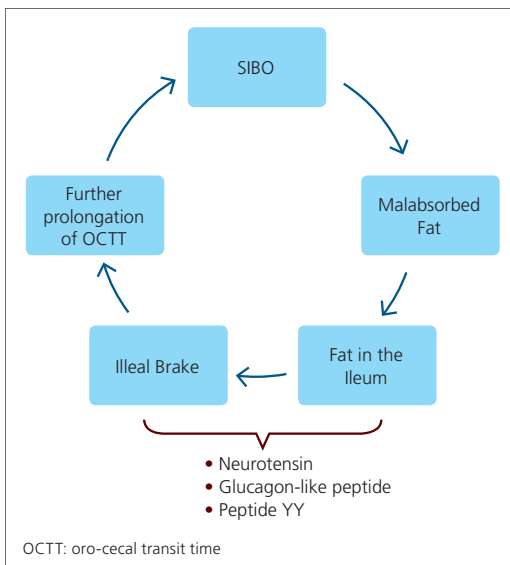 SIBO
Malabsorbed
Fat
Fat in the
Ileum
Illeal Brake
Further
prolongation
of OCTT
• Neurotensin
• Glucagon-like peptide
• Peptide YY
OCTT: oro-cecal transit time